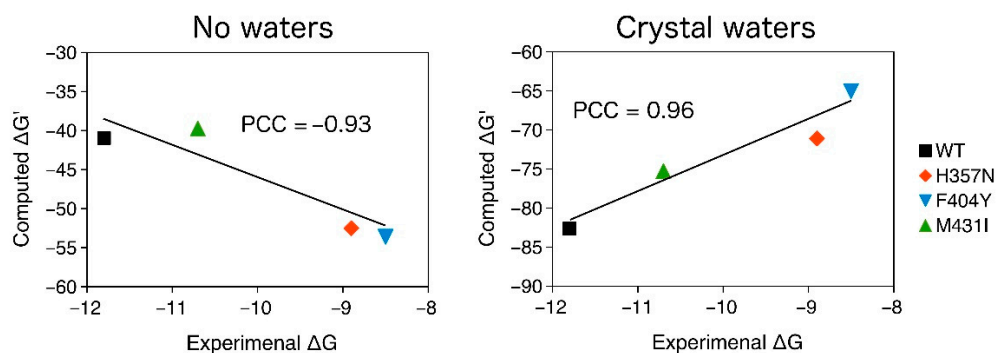 No waters
−30
−35
−40
−45
−50
−55
−60
Computed ΔG'
PCC = −0.93
−12
−11
−10
−9
−8
Experimenal ΔG
Crystal waters
−60
−65
−70
−75
−80
−85
−90
Computed ΔG'
PCC = 0.96
−12
−11
−10
−9
−8
Experimenal ΔG
WT
H357N
F404Y
M431I